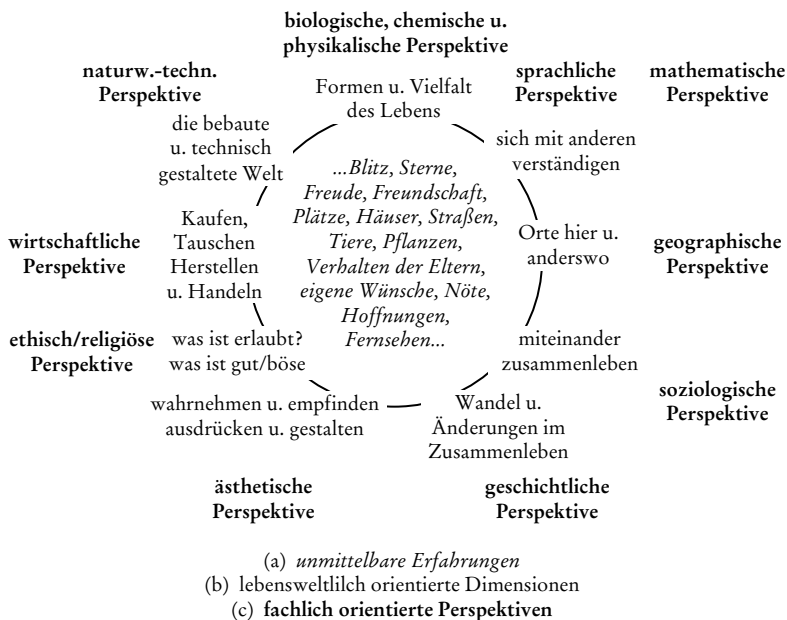 biologische, chemische u.
physikalische Perspektive
naturw.-techn.
Perspektive
Formen u. Vielfalt
des Lebens
sprachliche
Perspektive
mathematische
Perspektive
die bebaute
u. technisch
gestaltete Welt
sich mit anderen
verständigen
...Blitz, Sterne,
Freude, Freundschaft,
Plätze, Häuser, Straßen,
Tiere, Pflanzen,
Verhalten der Eltern,
eigene Wünsche, Nöte,
Hoffnungen,
Fernsehen...
wirtschaftliche
Perspektive
Kaufen,
Tauschen
Herstellen
u. Handeln
Orte hier u.
anderswo
geographische
Perspektive
ethisch/religiöse
Perspektive
was ist erlaubt?
was ist gut/böse
miteinander
zusammenleben
soziologische
Perspektive
wahrnehmen u. empfinden
ausdrücken u. gestalten
Wandel u.
Änderungen im
Zusammenleben
ästhetische
Perspektive
geschichtliche
Perspektive
(a) unmittelbare Erfahrungen
(b) lebensweltlilch orientierte Dimensionen
(c) fachlich orientierte Perspektiven